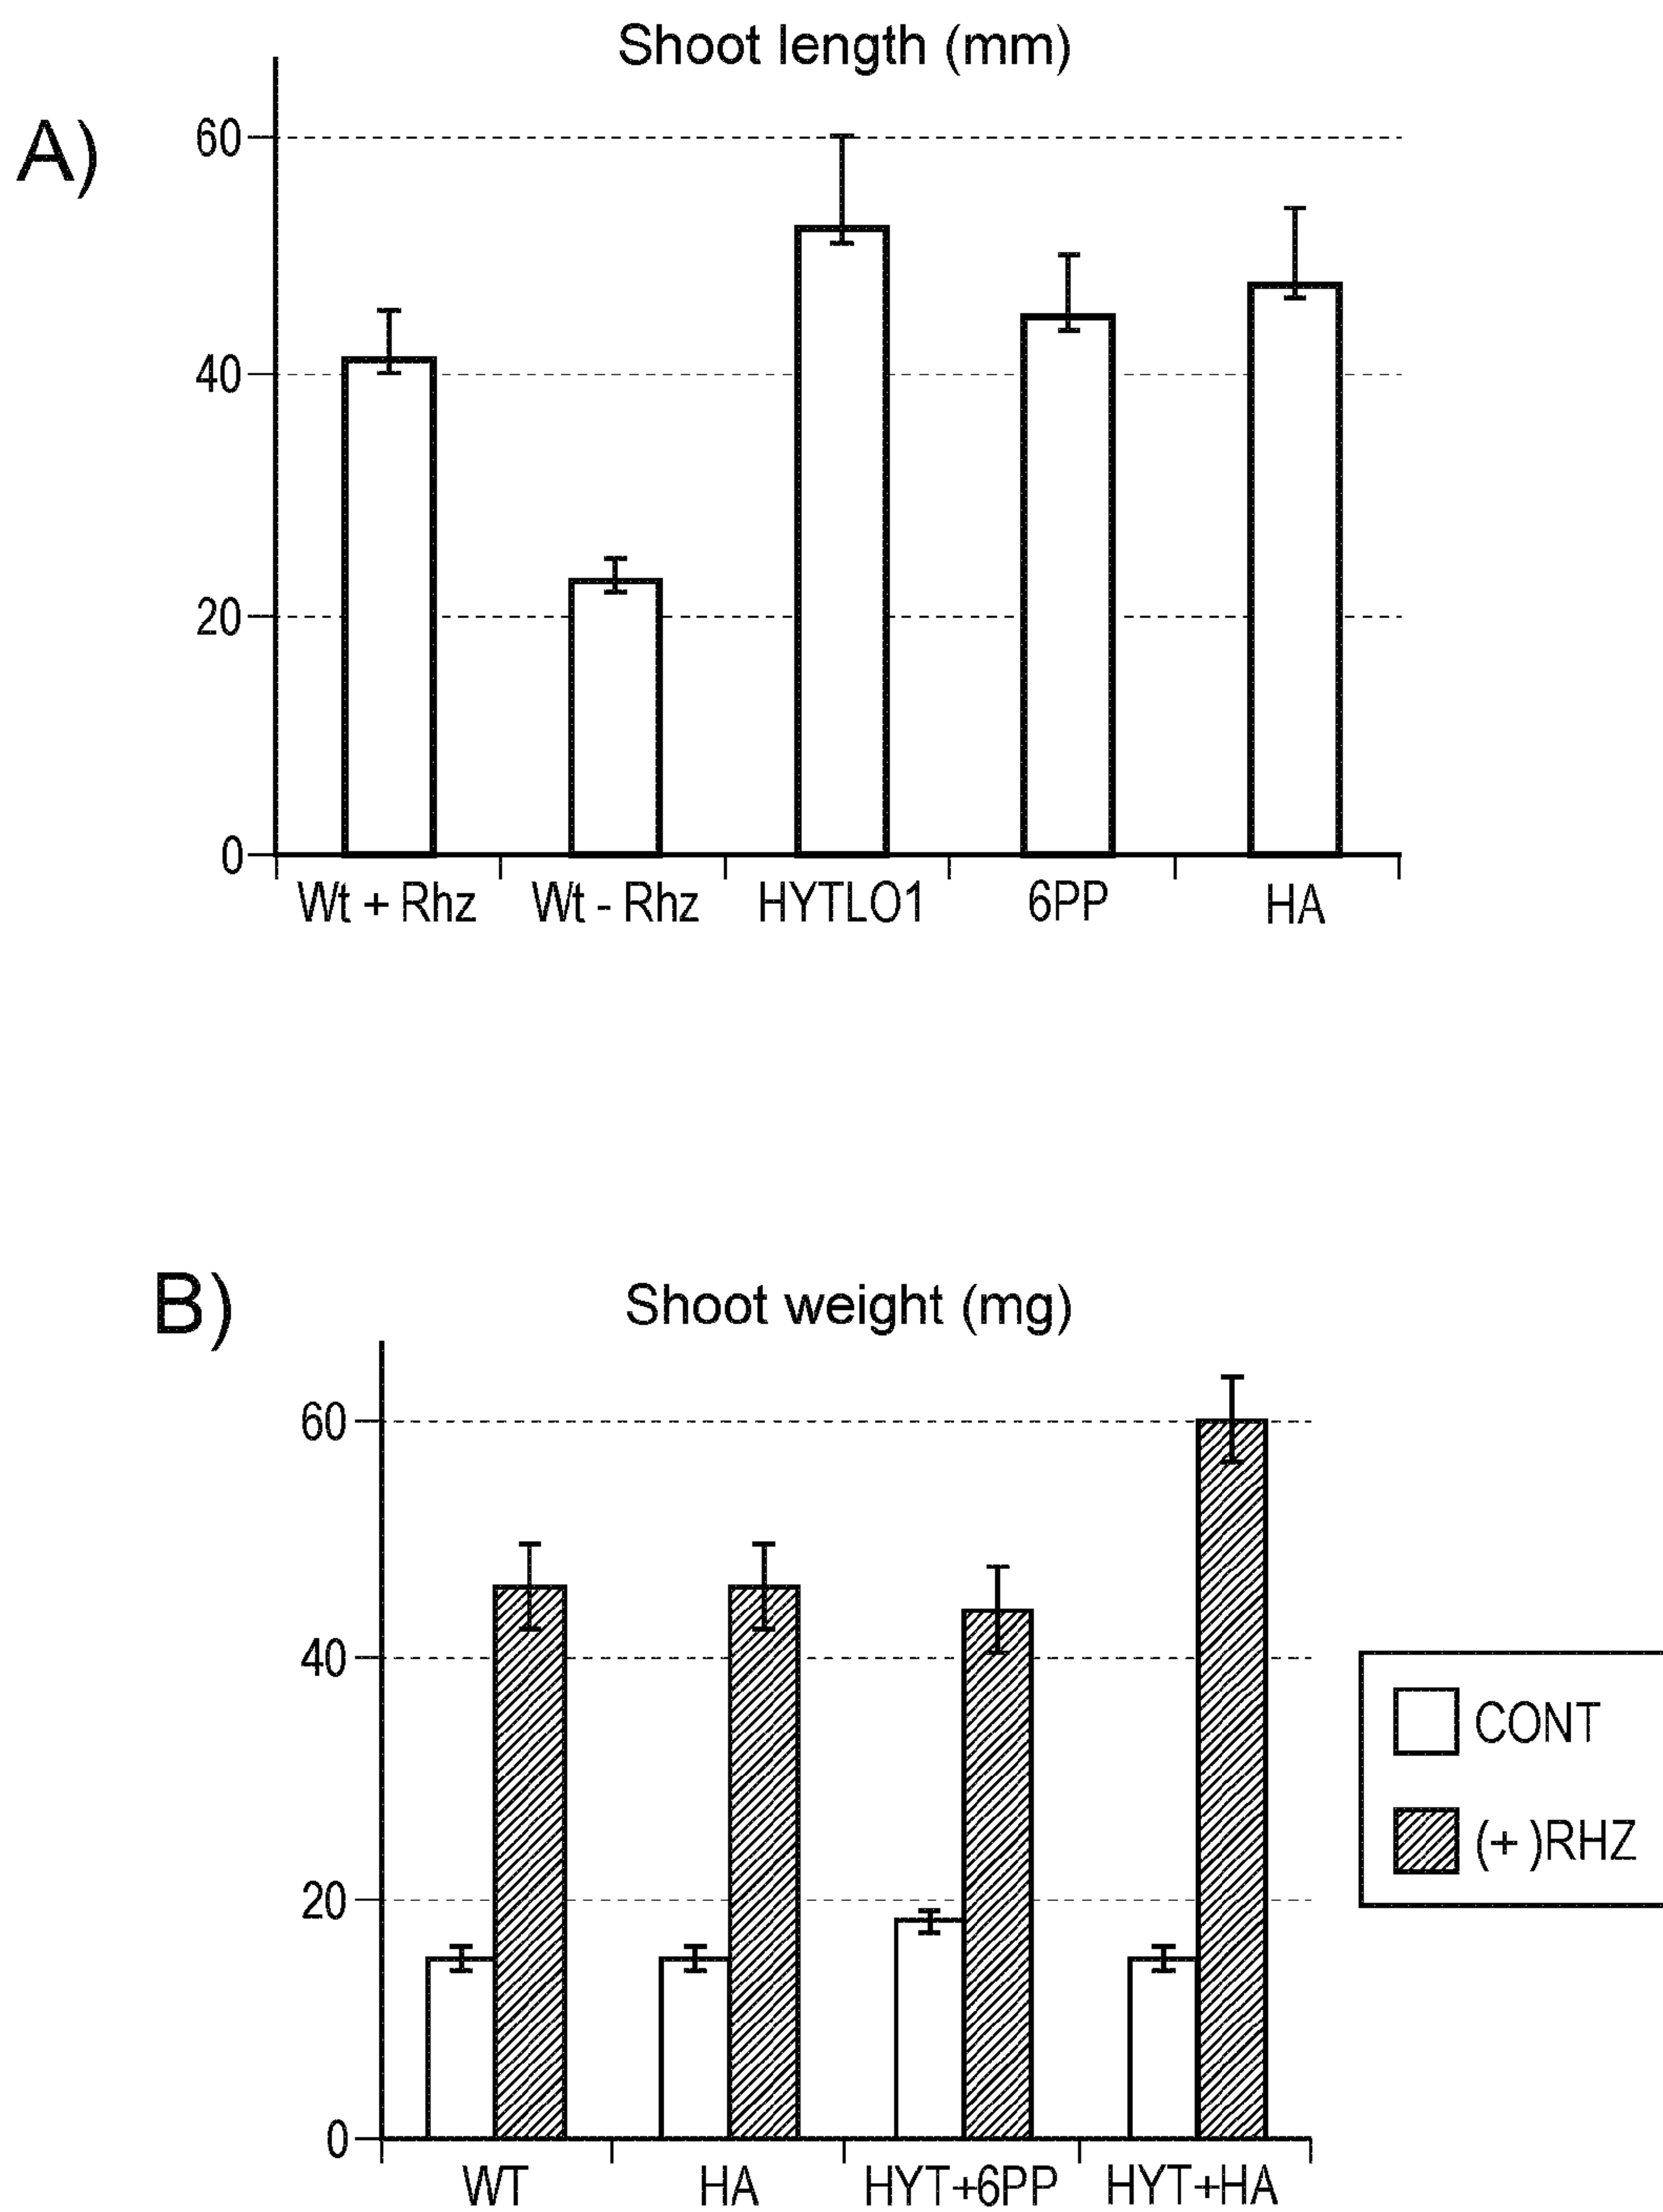 Shoot length (mm)
A)
60
40
20
0
Wt + Rhz Wt - Rhz HYTLO1 6PP HA
B)
Shoot weight (mg)
60
40
20
0
WT HA HYT+6PP HYT+HA
CONT
(+)RHZ